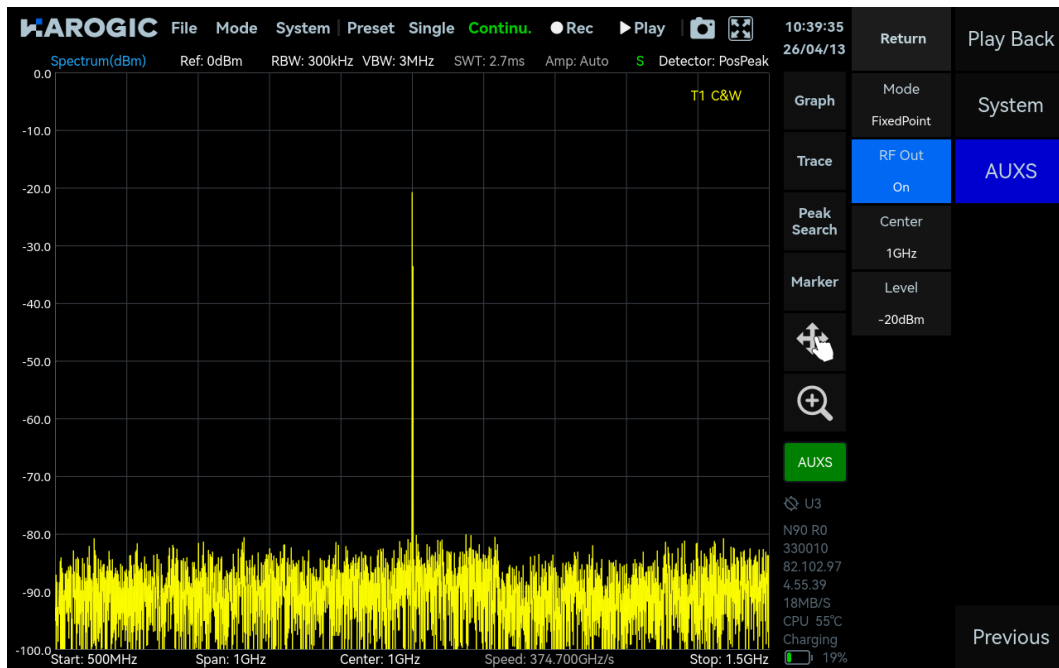 HAROGIC File Mode System Preset Single Continu. Rec Play
10:39:35
26/04/13
Spectrum(dBm) Ref: 0dBm RBW: 300kHz VBW: 3MHz SWT: 2.7ms Amp: Auto S Detector: PosPeak
T1 C&W
0.0
-10.0
-20.0
-30.0
-40.0
-50.0
-60.0
-70.0
-80.0
-90.0
-100.0
Start: 500MHz Span: 1GHz Center: 1GHz Speed: 374.700GHz/s Stop: 1.5GHz
Graph
Trace
Peak
Search
Marker
AUXS
U3
N90 R0
330010
82.102.97
4.55.39
18MB/S
CPU 55℃
Charging
19%
Return
Mode
FixedPoint
RF Out
On
Center
1GHz
Level
-20dBm
Play Back
System
AUXS
Previous